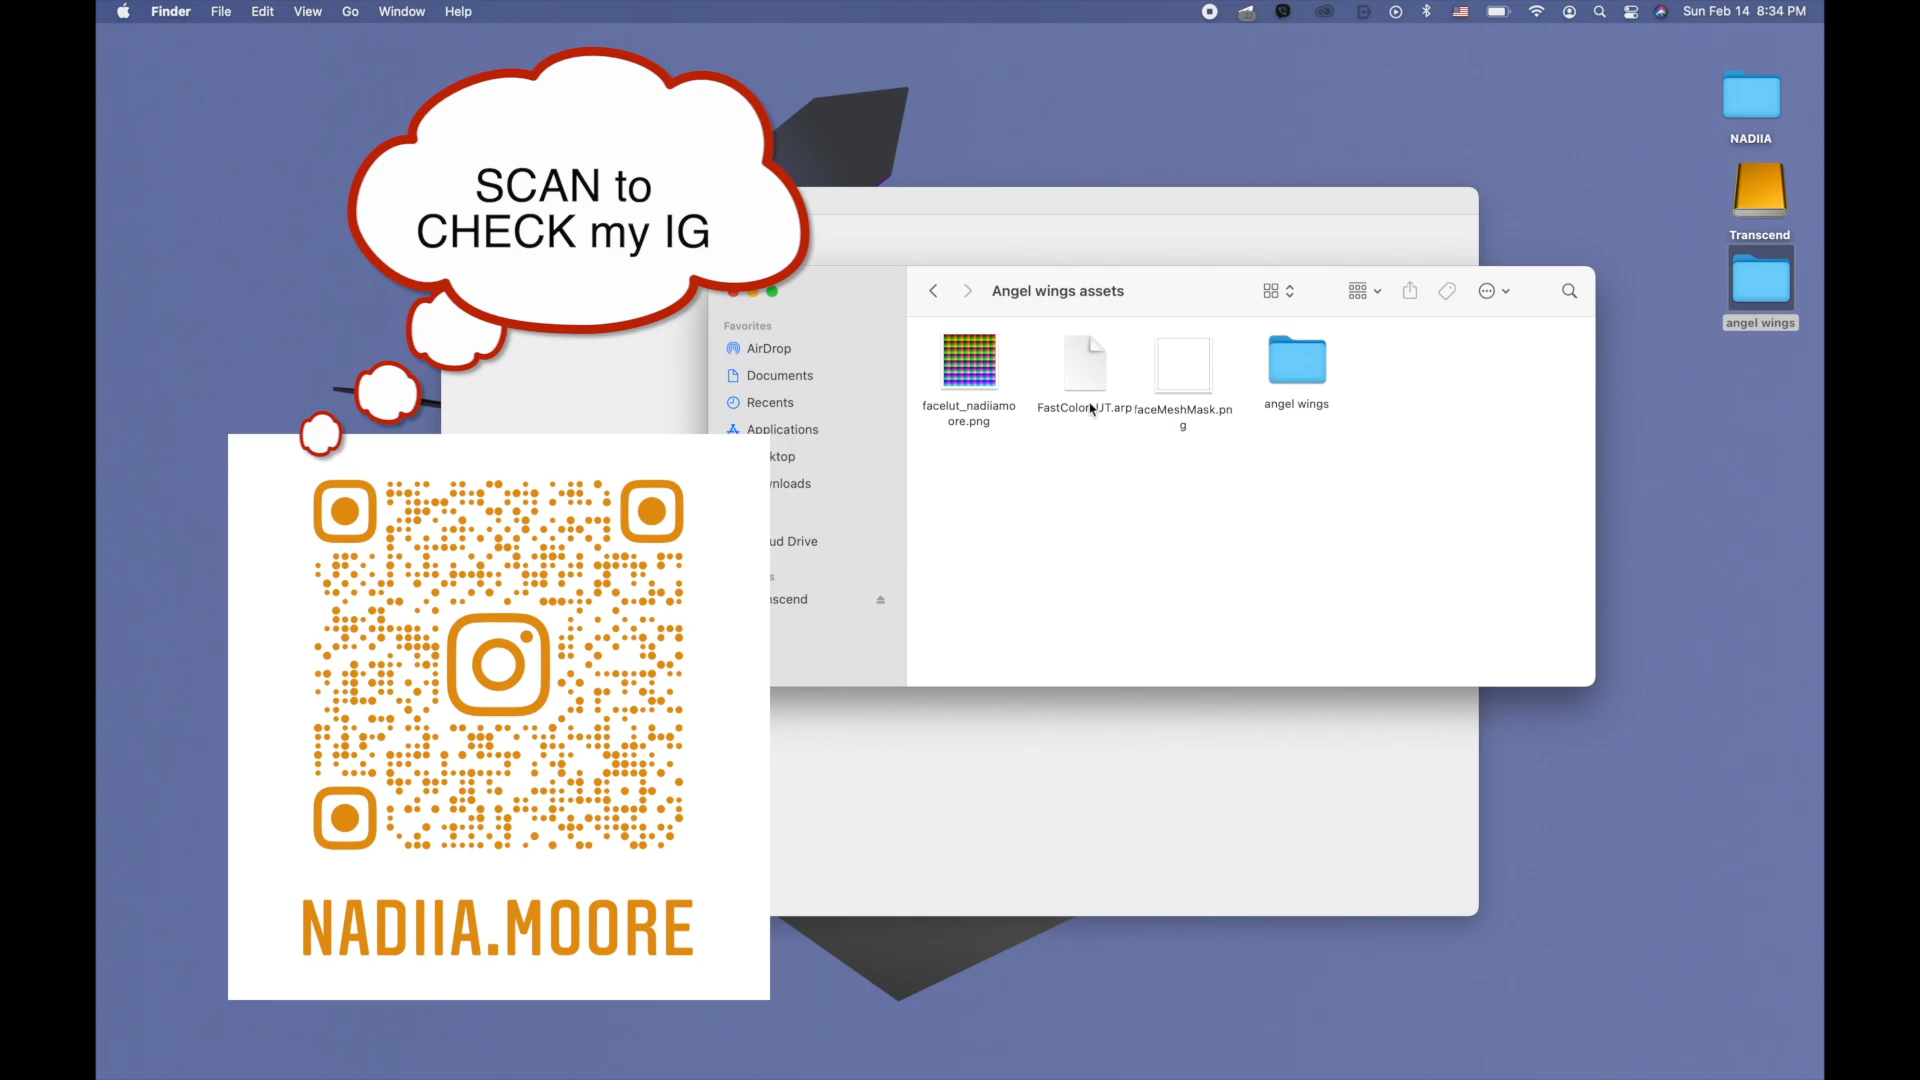 Finder File Edit View Go Window Help
Sun Feb 14 8:34 PM
SCAN to
CHECK my IG
NADIIA
Transcend
angel wings
Angel wings assets
Favorites
AirDrop
Documents
Recents
Applications
ktop
wnloads
ud Drive
s
nscend
facelut_nadiiamo
ore.png
FastColorLUT.arp
faceMeshMask.pn
g
angel wings
NADIIA.MOORE